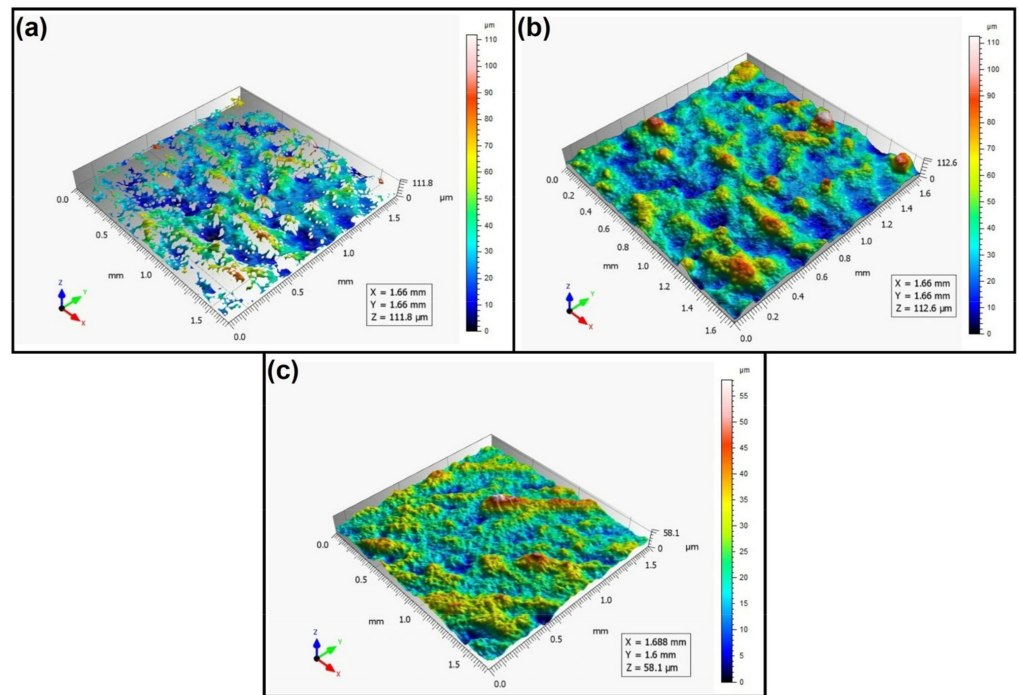 (a)
µm
110
100
90
80
70
60
50
40
30
20
10
0
111.8
0
µm
0.0
0.5
1.0
1.5
mm
0.0
0.5
1.0
1.5
mm
X = 1.66 mm
Y = 1.66 mm
Z = 111.8 µm
Z
Y
X
(b)
µm
110
100
90
80
70
60
50
40
30
20
10
0
112.6
0
µm
0.0
0.2
0.4
0.6
0.8
1.0
1.2
1.4
1.6
mm
0.0
0.2
0.4
0.6
0.8
1.0
1.2
1.4
1.6
mm
X = 1.66 mm
Y = 1.66 mm
Z = 112.6 µm
Z
Y
X
(c)
µm
55
50
45
40
35
30
25
20
15
10
5
0
58.1
0
µm
0.0
0.5
1.0
1.5
mm
0.0
0.5
1.0
1.5
mm
X = 1.688 mm
Y = 1.6 mm
Z = 58.1 µm
Z
Y
X